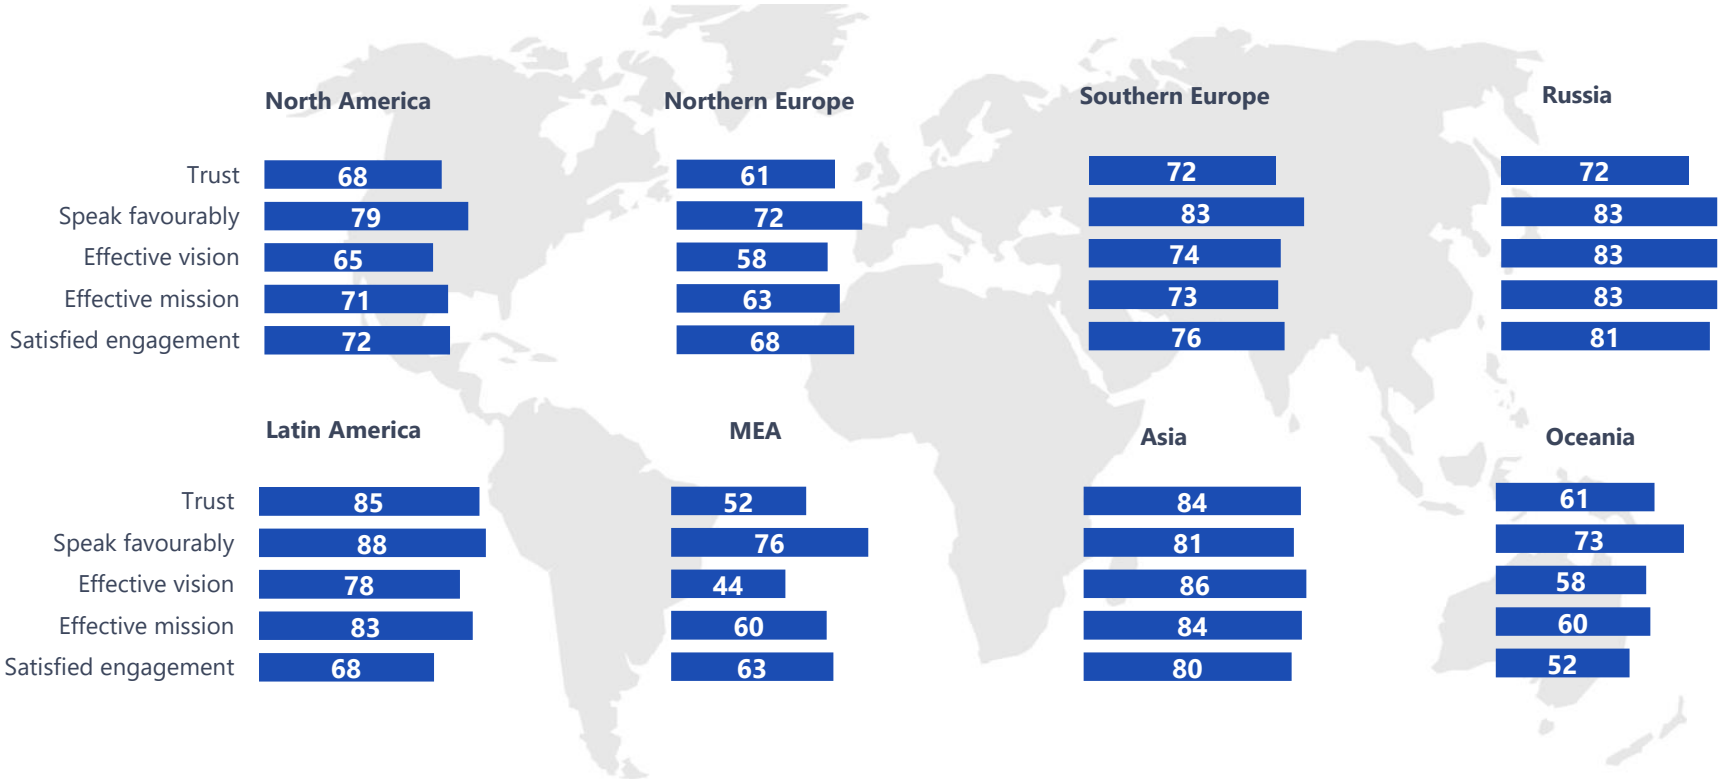 North America
Northern Europe
Southern Europe
Russia
Trust 68 61 72 72
Speak favourably 79 72 83 83
Effective vision 65 58 74 83
Effective mission 71 63 73 83
Satisfied engagement 72 68 76 81
Latin America
MEA
Asia
Oceania
Trust 85 52 84 61
Speak favourably 88 76 81 73
Effective vision 78 44 86 58
Effective mission 83 60 84 60
Satisfied engagement 68 63 80 52